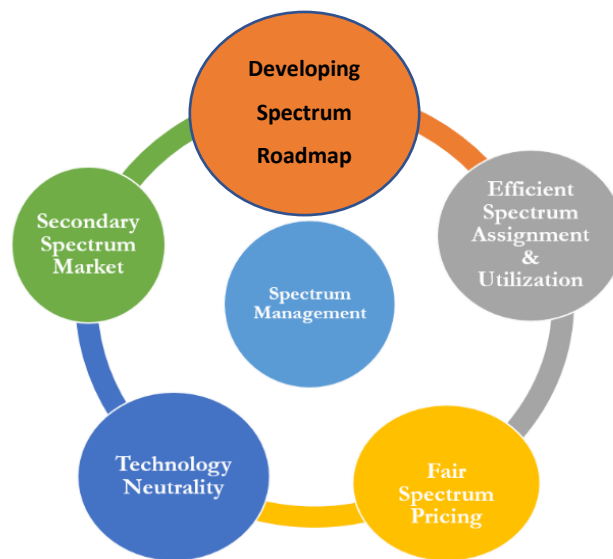 Developing
Spectrum
Roadmap
Efficient
Spectrum
Assignment
&
Utilization
Fair
Spectrum
Pricing
Technology
Neutrality
Secondary
Spectrum
Market
Spectrum
Management